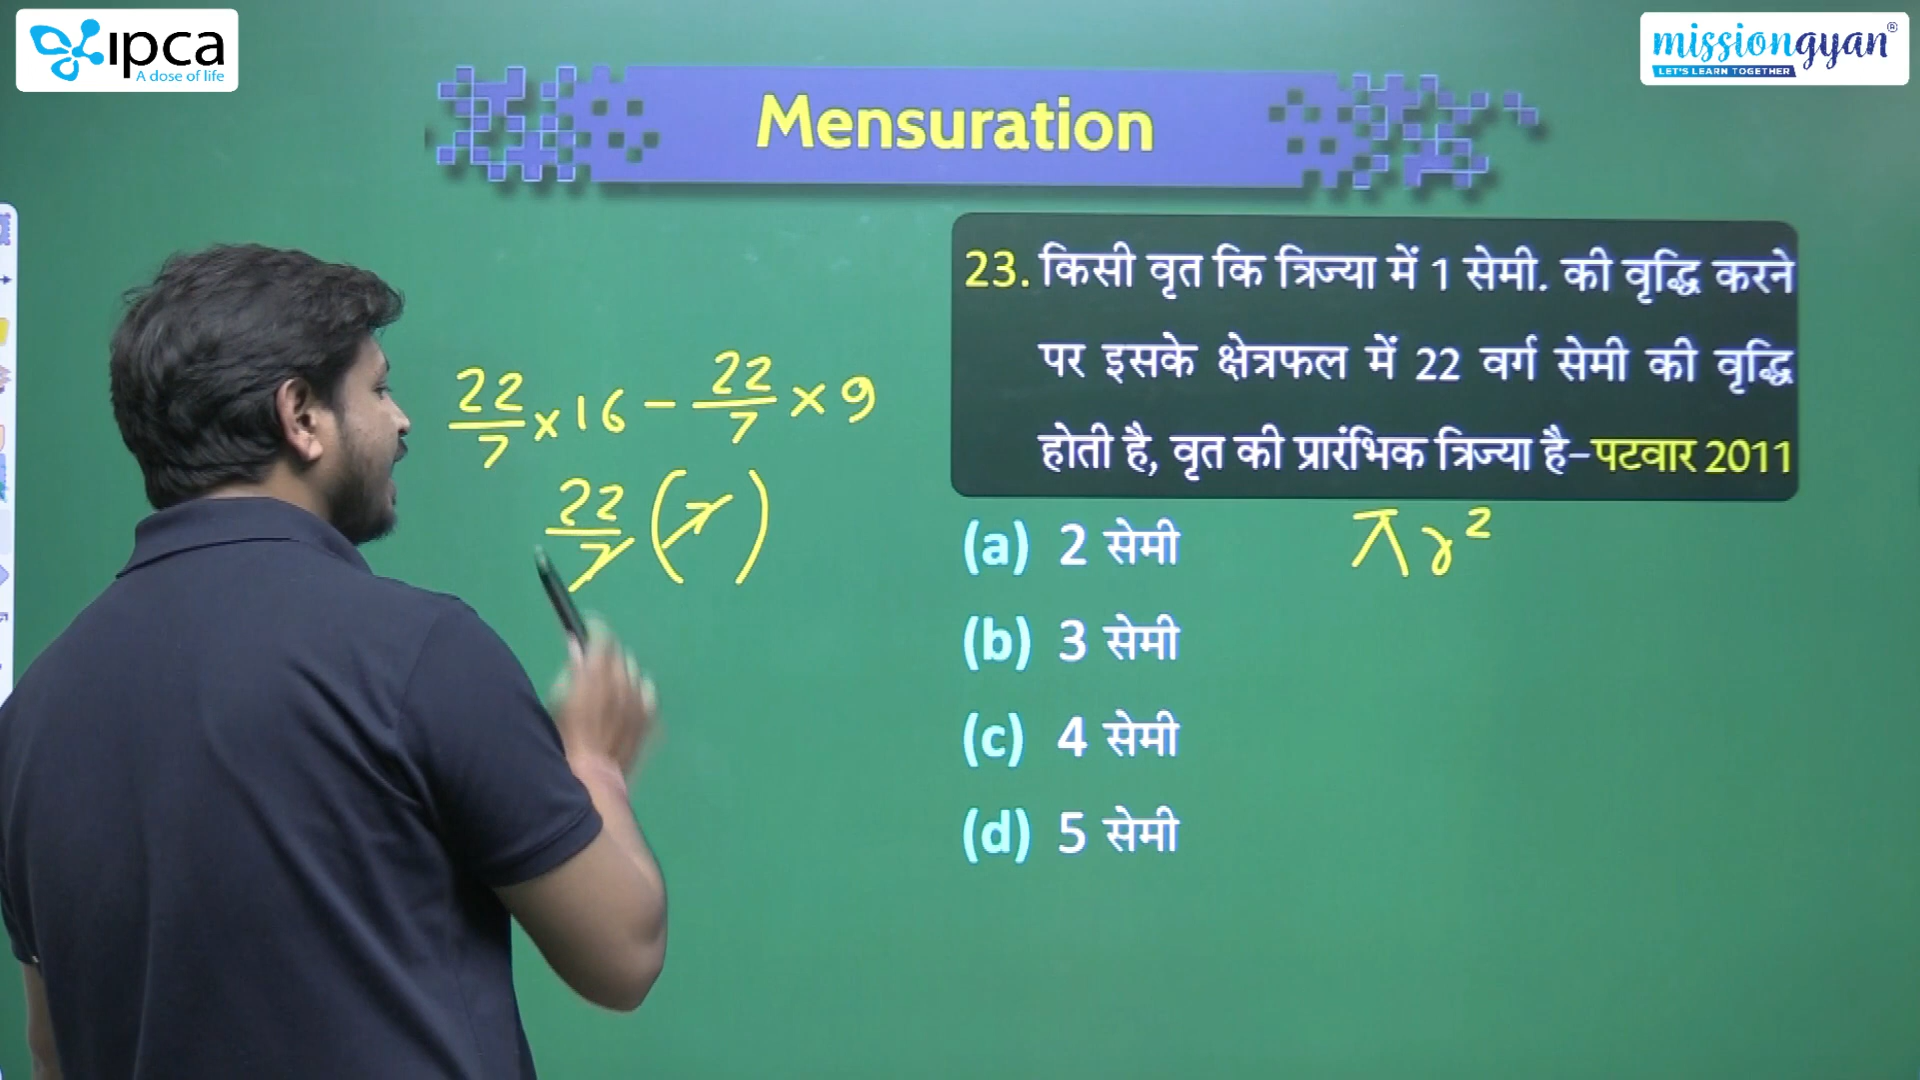 ipca
A dose of life
missiongyan®
LET'S LEARN TOGETHER
Mensuration
23. किसी वृत कि त्रिज्या में 1 सेमी. की वृद्धि करने
पर इसके क्षेत्रफल में 22 वर्ग सेमी की वृद्धि
होती है, वृत की प्रारंभिक त्रिज्या है–पटवार 2011
(a) 2 सेमी
(b) 3 सेमी
(c) 4 सेमी
(d) 5 सेमी
πr²
22/7 × 16 − 22/7 × 9
22/7 (7)